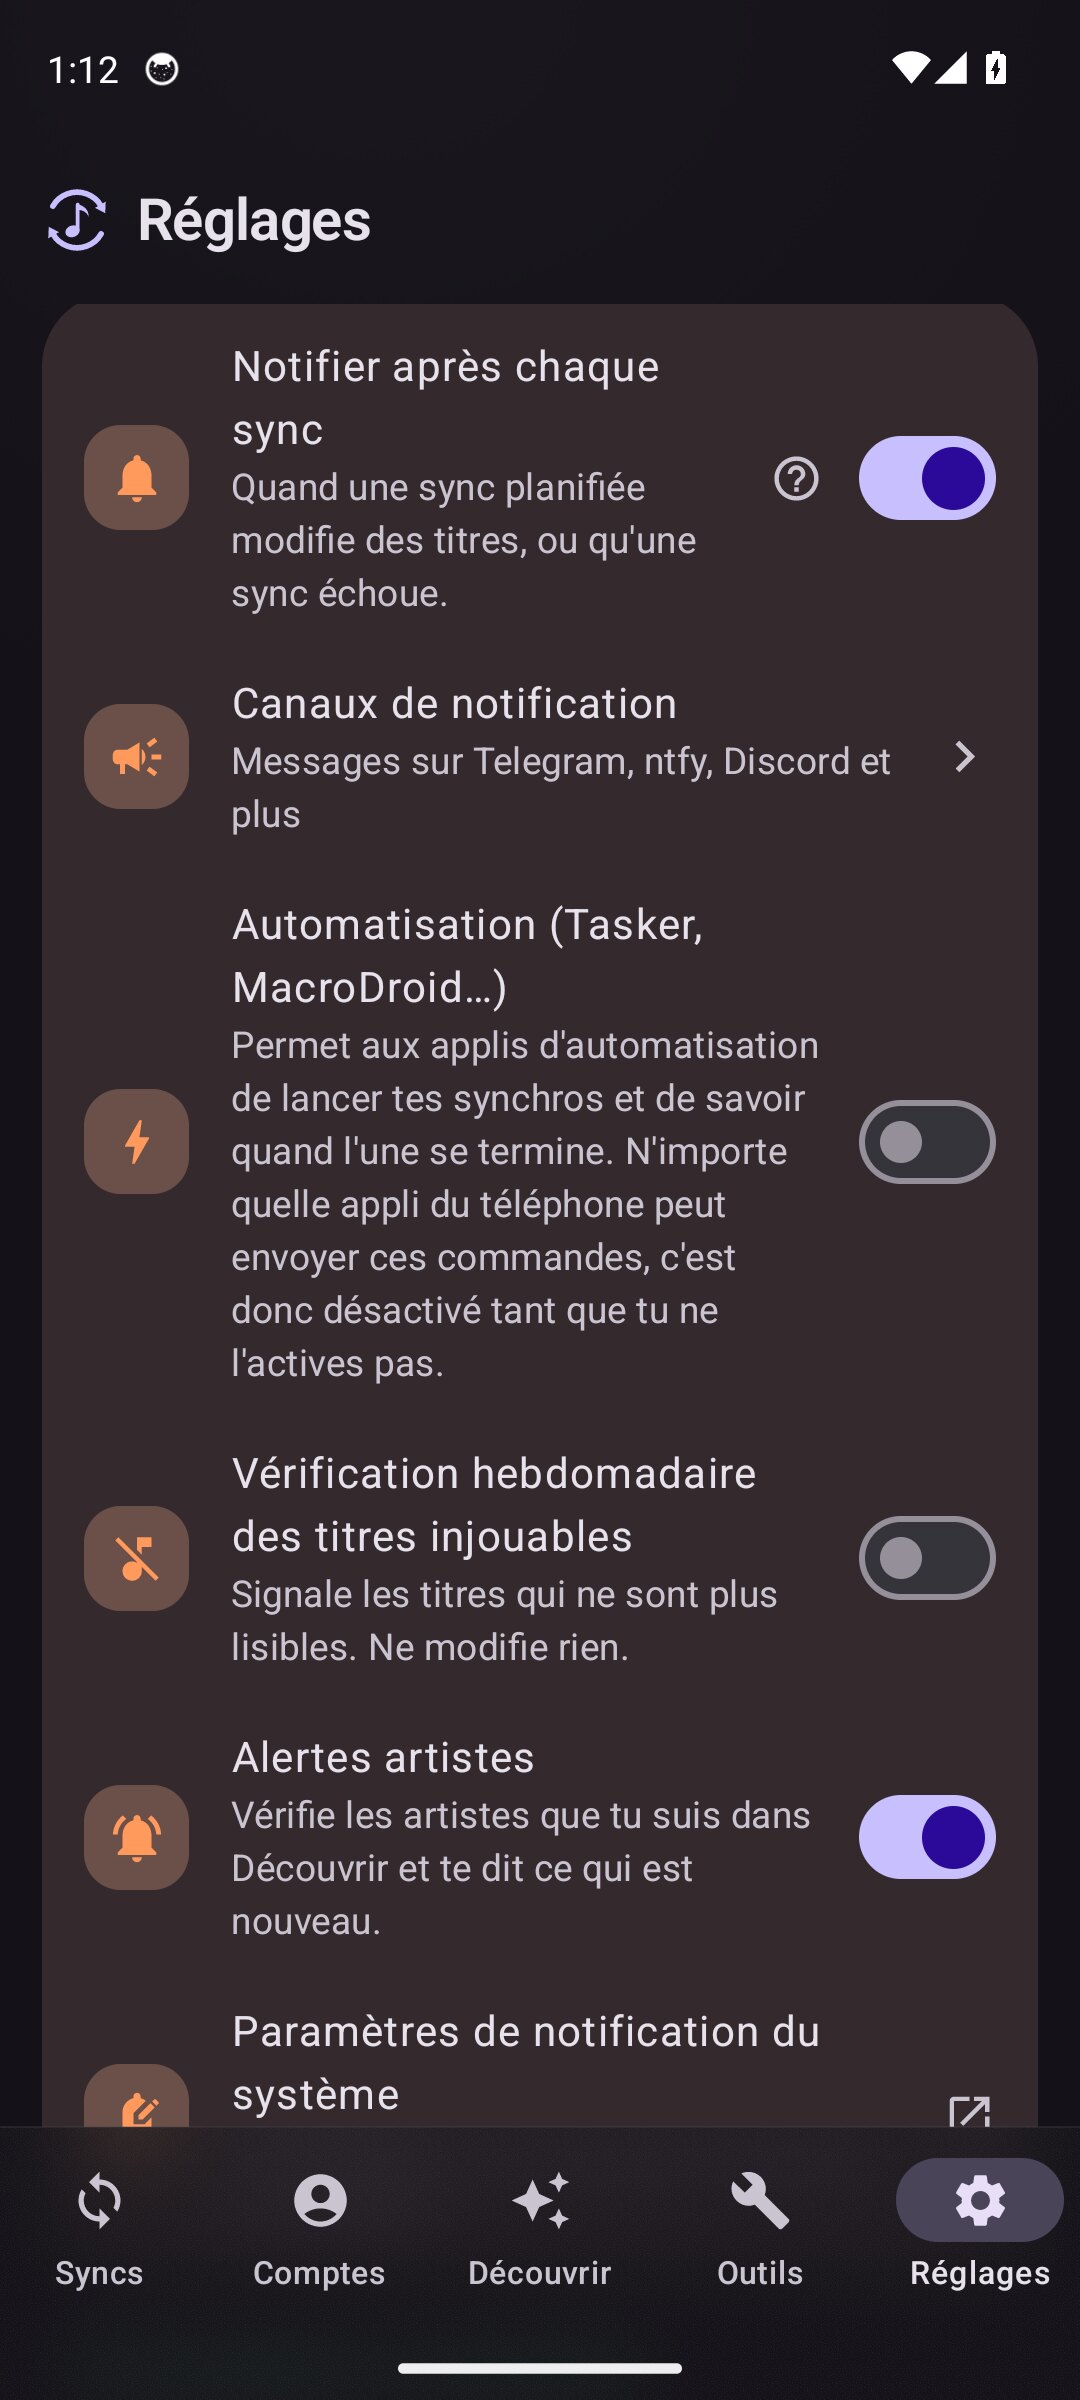 1:12
Réglages
Notifier après chaque
sync
Quand une sync planifiée
modifie des titres, ou qu'une
sync échoue.
Canaux de notification
Messages sur Telegram, ntfy, Discord et
plus
Automatisation (Tasker,
MacroDroid…)
Permet aux applis d'automatisation
de lancer tes synchros et de savoir
quand l'une se termine. N'importe
quelle appli du téléphone peut
envoyer ces commandes, c'est
donc désactivé tant que tu ne
l'actives pas.
Vérification hebdomadaire
des titres injouables
Signale les titres qui ne sont plus
lisibles. Ne modifie rien.
Alertes artistes
Vérifie les artistes que tu suis dans
Découvrir et te dit ce qui est
nouveau.
Paramètres de notification du
système
Syncs
Comptes
Découvrir
Outils
Réglages